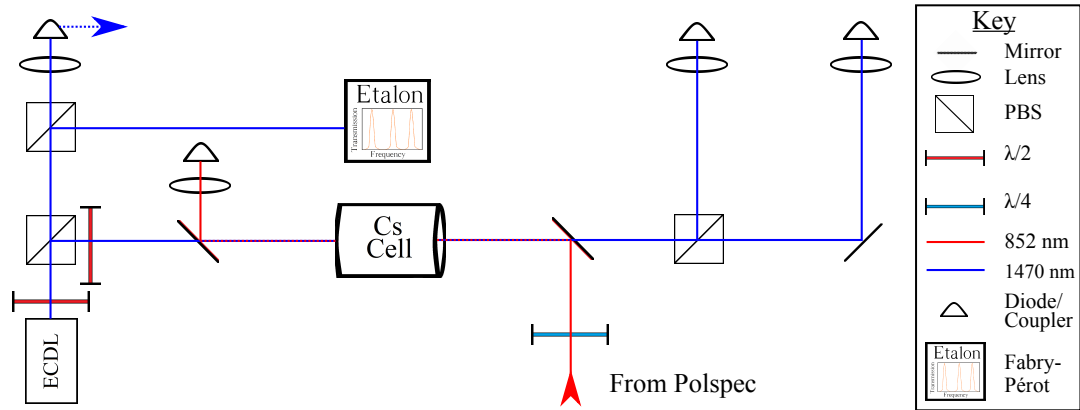 Etalon
Transmission
Frequency
Cs
Cell
ECDL
From Polspec
Key
Mirror
Lens
PBS
λ/2
λ/4
852 nm
1470 nm
Diode/
Coupler
Etalon
Transmission
Frequency
Fabry-
Pérot